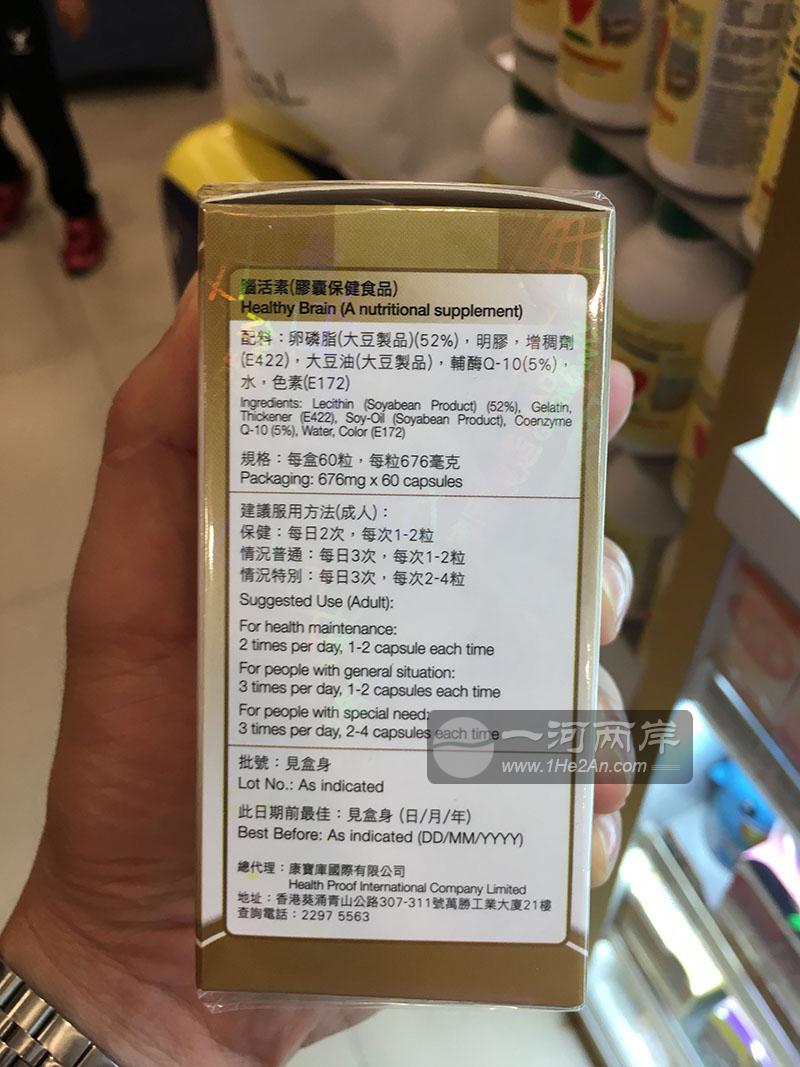 腦活素(膠囊保健食品)
Healthy Brain (A nutritional supplement)
配料：卵磷脂(大豆製品)(52%)，明膠，增稠劑
(E422)，大豆油(大豆製品)，輔酶Q-10(5%)，
水，色素(E172)
Ingredients: Lecithin (Soyabean Product) (52%), Gelatin,
Thickener (E422), Soy-Oil (Soyabean Product), Coenzyme
Q-10 (5%), Water, Color (E172)
規格：每盒60粒，每粒676毫克
Packaging: 676mg x 60 capsules
建議服用方法(成人)：
保健：每日2次，每次1-2粒
情況普通：每日3次，每次1-2粒
情況特別：每日3次，每次2-4粒
Suggested Use (Adult):
For health maintenance:
2 times per day, 1-2 capsule each time
For people with general situation:
3 times per day, 1-2 capsules each time
For people with special need:
3 times per day, 2-4 capsules each time
一河兩岸
www.1He2An.com
批號：見盒身
Lot No.: As indicated
此日期前最佳：見盒身 (日/月/年)
Best Before: As indicated (DD/MM/YYYY)
總代理：康寶庫國際有限公司
Health Proof International Company Limited
地址：香港葵涌青山公路307-311號萬勝工業大廈21樓
查詢電話：2297 5563